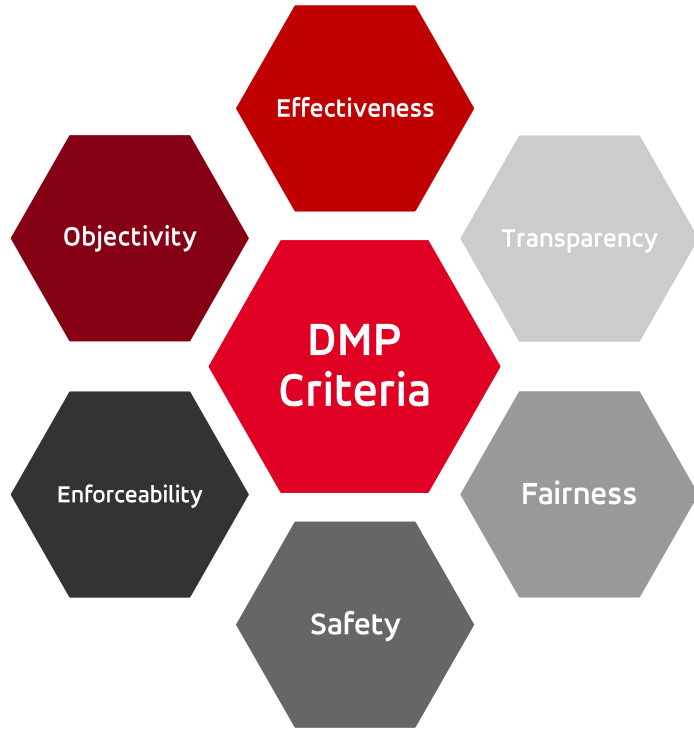 Effectiveness
Objectivity
Transparency
DMP
Criteria
Enforceability
Fairness
Safety